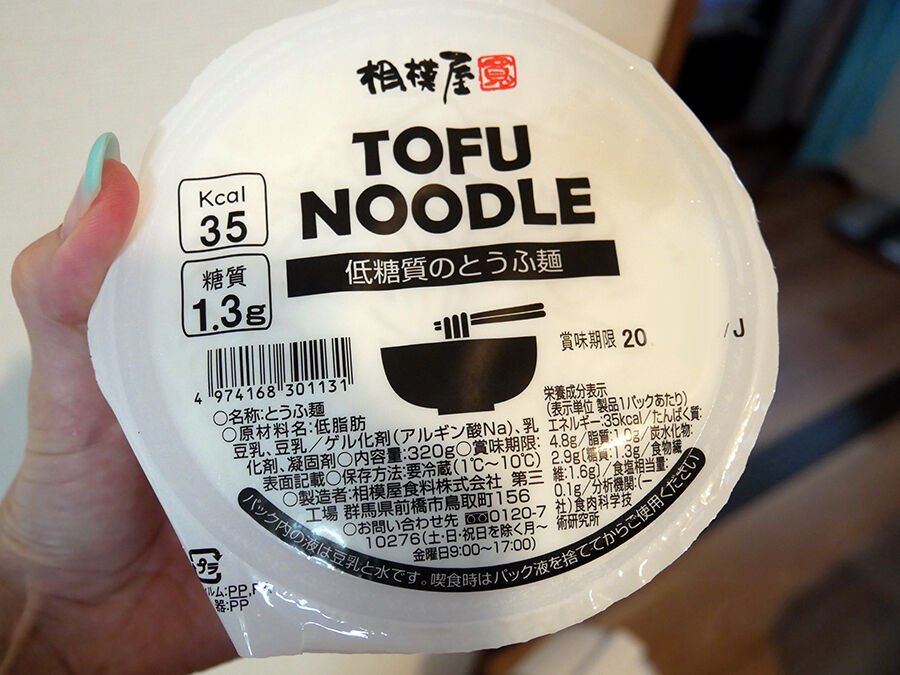 相模屋
TOFU
NOODLE
低糖質のとうふ麺
Kcal
35
糖質
1.3g
賞味期限 20
/J
4 974168 301131
○名称:とうふ麺
○原材料名:低脂肪
豆乳、豆乳/ゲル化剤(アルギン酸Na)、乳
化剤、凝固剤○内容量:320g○賞味期限:
表面記載○保存方法:要冷蔵(1℃~10℃)
○製造者:相模屋食料株式会社 第三
工場 群馬県前橋市鳥取町156
○お問い合わせ先 0120-7
10276(土・日・祝日を除く月~
金曜日9:00~17:00)
栄養成分表示
(表示単位 製品1パックあたり)
エネルギー:35kcal/たんぱく質:
4.8g/脂質:1.0g/炭水化物:
2.9g(糖質:1.3g/食物繊
維:1.6g)/食塩相当量:
0.1g/分析機関:(一
社)食肉科学技
術研究所
パック内の液は豆乳と水です。喫食時はパック液を捨ててからご使用ください
プラ
ルム:PP,P
器:PP